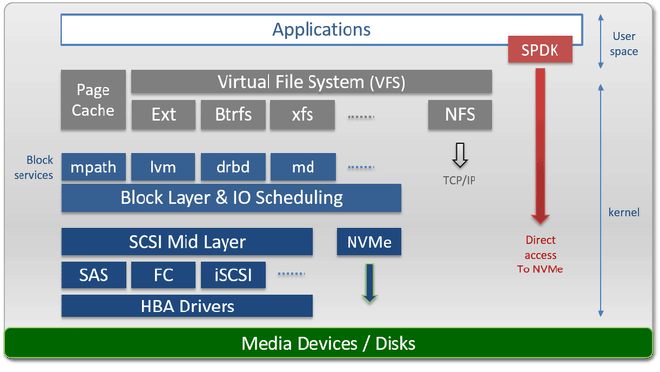 Applications
User
space
SPDK
Page
Cache
Virtual File System (VFS)
Ext
Btrfs
xfs
......
NFS
Block
services
mpath
lvm
drbd
md
......
TCP/IP
Block Layer & IO Scheduling
kernel
SCSI Mid Layer
NVMe
Direct
access
To NVMe
SAS
FC
iSCSI
......
HBA Drivers
Media Devices / Disks